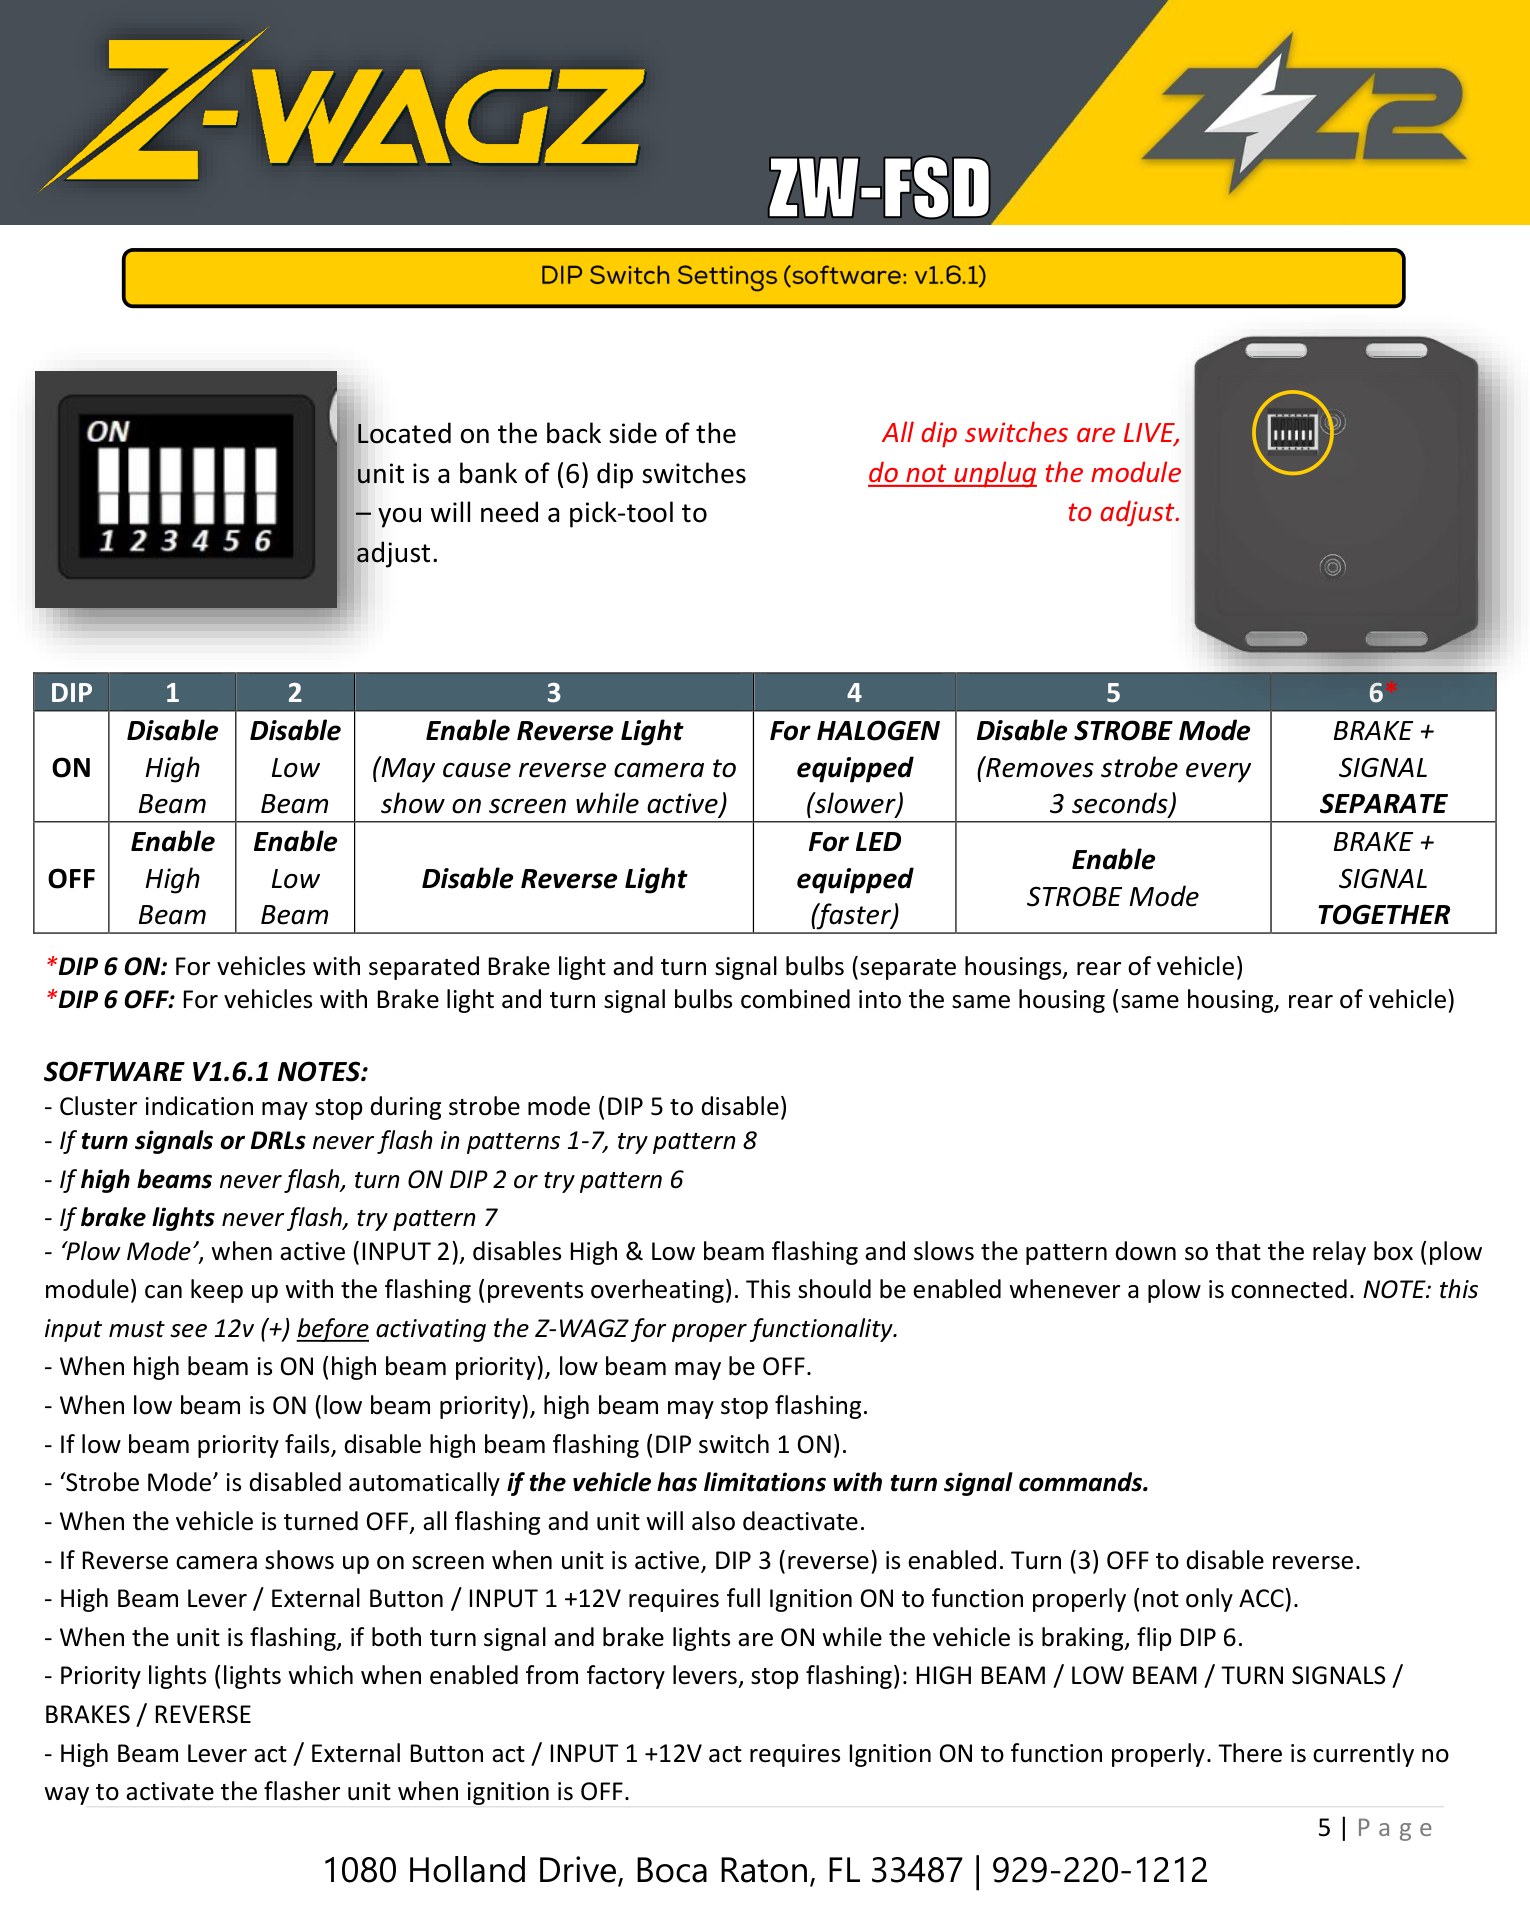 Z-WAGZ
ZW-FSD
ZZ2
DIP Switch Settings (software: v1.6.1)
ON
1 2 3 4 5 6
Located on the back side of the
unit is a bank of (6) dip switches
– you will need a pick-tool to
adjust.
All dip switches are LIVE,
do not unplug the module
to adjust.
DIP 1 2 3 4 5 6*
ON
Disable
High
Beam
Disable
Low
Beam
Enable Reverse Light
(May cause reverse camera to
show on screen while active)
For HALOGEN
equipped
(slower)
Disable STROBE Mode
(Removes strobe every
3 seconds)
BRAKE +
SIGNAL
SEPARATE
OFF
Enable
High
Beam
Enable
Low
Beam
Disable Reverse Light
For LED
equipped
(faster)
Enable
STROBE Mode
BRAKE +
SIGNAL
TOGETHER
*DIP 6 ON: For vehicles with separated Brake light and turn signal bulbs (separate housings, rear of vehicle)
*DIP 6 OFF: For vehicles with Brake light and turn signal bulbs combined into the same housing (same housing, rear of vehicle)
SOFTWARE V1.6.1 NOTES:
- Cluster indication may stop during strobe mode (DIP 5 to disable)
- If turn signals or DRLs never flash in patterns 1-7, try pattern 8
- If high beams never flash, turn ON DIP 2 or try pattern 6
- If brake lights never flash, try pattern 7
- ‘Plow Mode’, when active (INPUT 2), disables High & Low beam flashing and slows the pattern down so that the relay box (plow
module) can keep up with the flashing (prevents overheating). This should be enabled whenever a plow is connected. NOTE: this
input must see 12v (+) before activating the Z-WAGZ for proper functionality.
- When high beam is ON (high beam priority), low beam may be OFF.
- When low beam is ON (low beam priority), high beam may stop flashing.
- If low beam priority fails, disable high beam flashing (DIP switch 1 ON).
- ‘Strobe Mode’ is disabled automatically if the vehicle has limitations with turn signal commands.
- When the vehicle is turned OFF, all flashing and unit will also deactivate.
- If Reverse camera shows up on screen when unit is active, DIP 3 (reverse) is enabled. Turn (3) OFF to disable reverse.
- High Beam Lever / External Button / INPUT 1 +12V requires full Ignition ON to function properly (not only ACC).
- When the unit is flashing, if both turn signal and brake lights are ON while the vehicle is braking, flip DIP 6.
- Priority lights (lights which when enabled from factory levers, stop flashing): HIGH BEAM / LOW BEAM / TURN SIGNALS /
BRAKES / REVERSE
- High Beam Lever act / External Button act / INPUT 1 +12V act requires Ignition ON to function properly. There is currently no
way to activate the flasher unit when ignition is OFF.
5 | Page
1080 Holland Drive, Boca Raton, FL 33487 | 929-220-1212